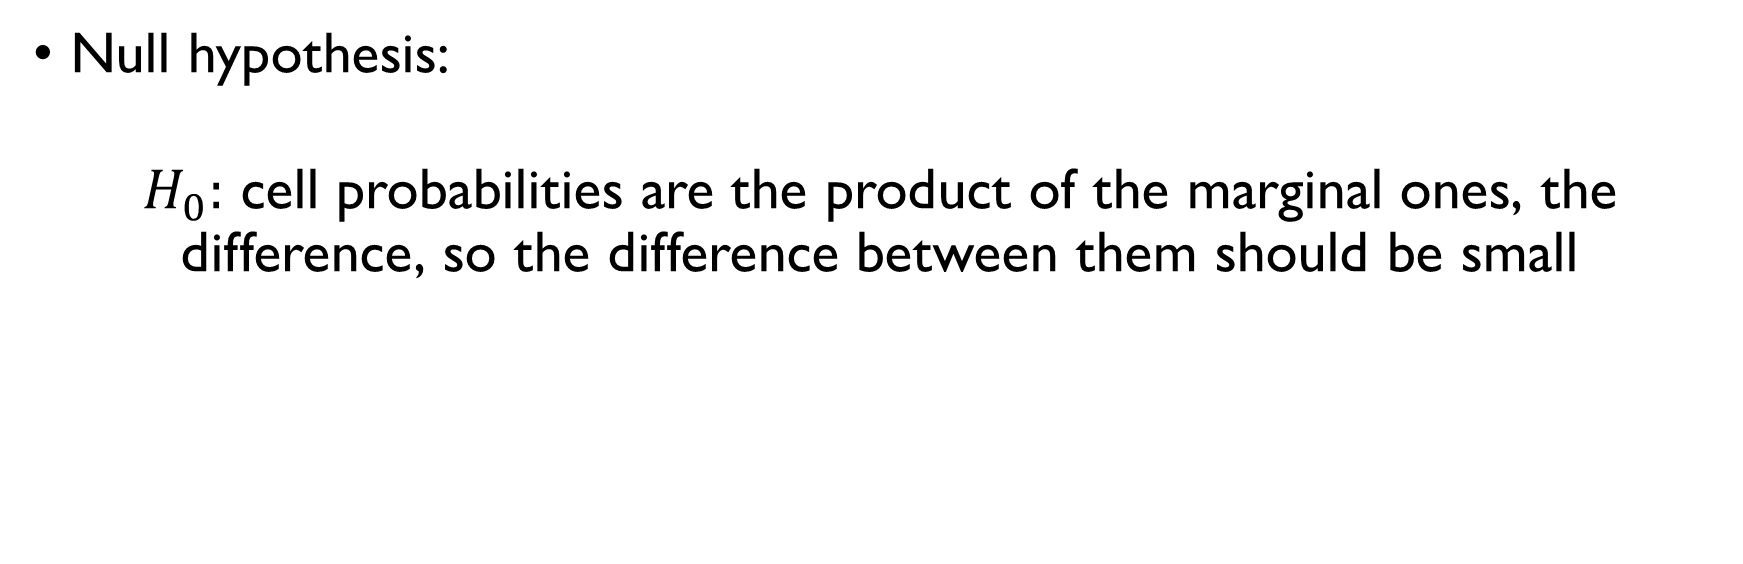 • Null hypothesis:
H₀: cell probabilities are the product of the marginal ones, the
difference, so the difference between them should be small